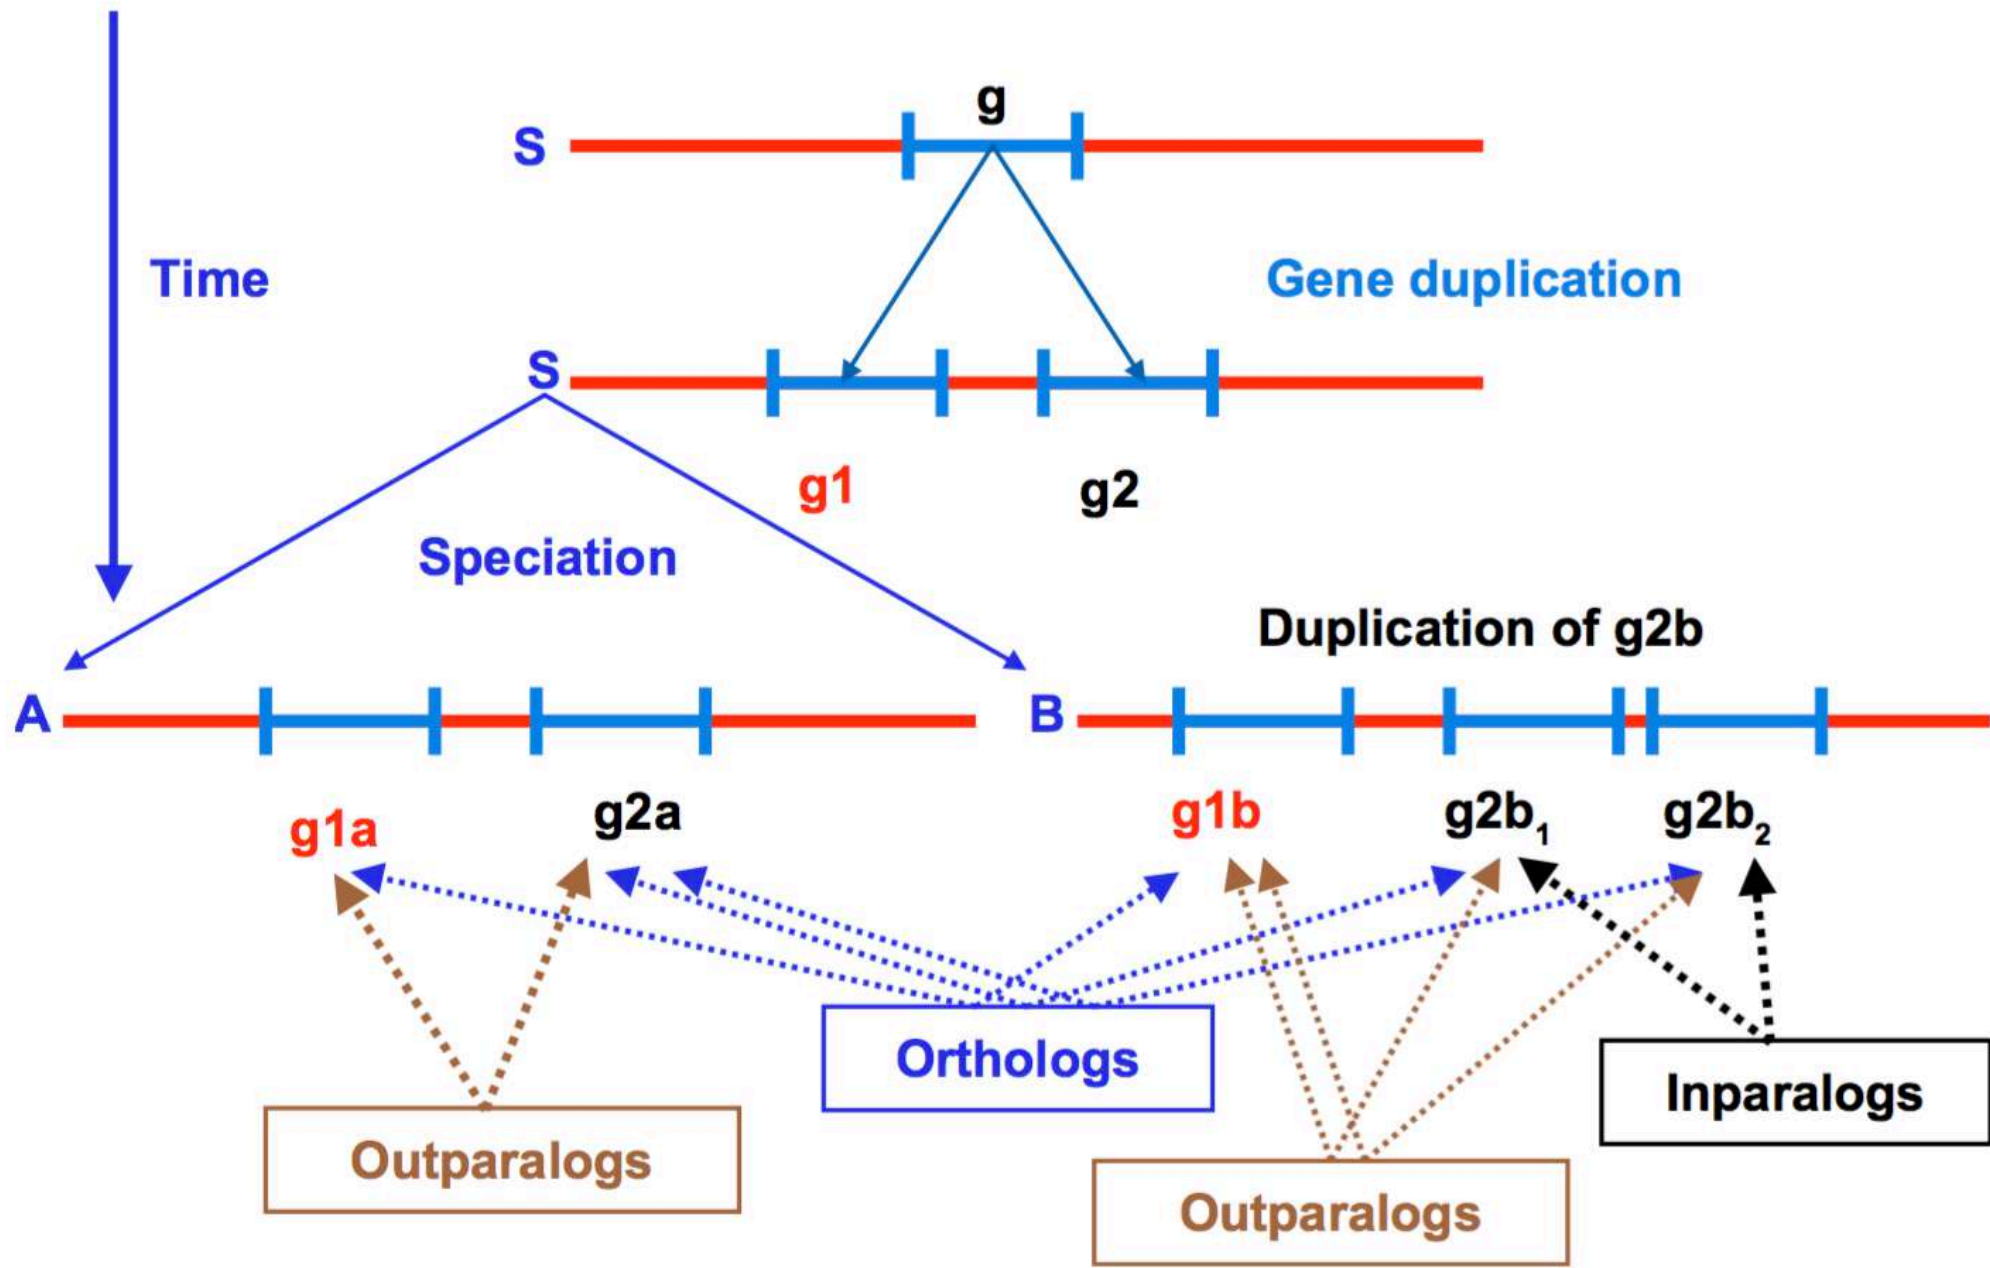 g
S
Time
Gene duplication
S
g1
g2
Speciation
Duplication of g2b
A
B
g1a
g2a
g1b
g2b₁
g2b₂
Orthologs
Inparalogs
Outparalogs
Outparalogs